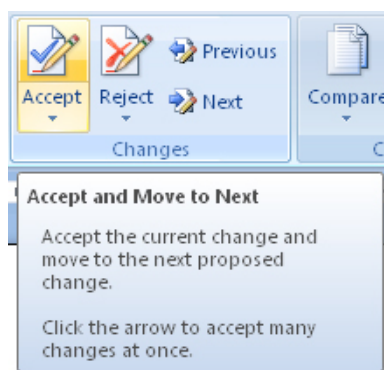 Accept
Reject
Previous
Next
Compare
Changes
C
Accept and Move to Next
Accept the current change and
move to the next proposed
change.
Click the arrow to accept many
changes at once.